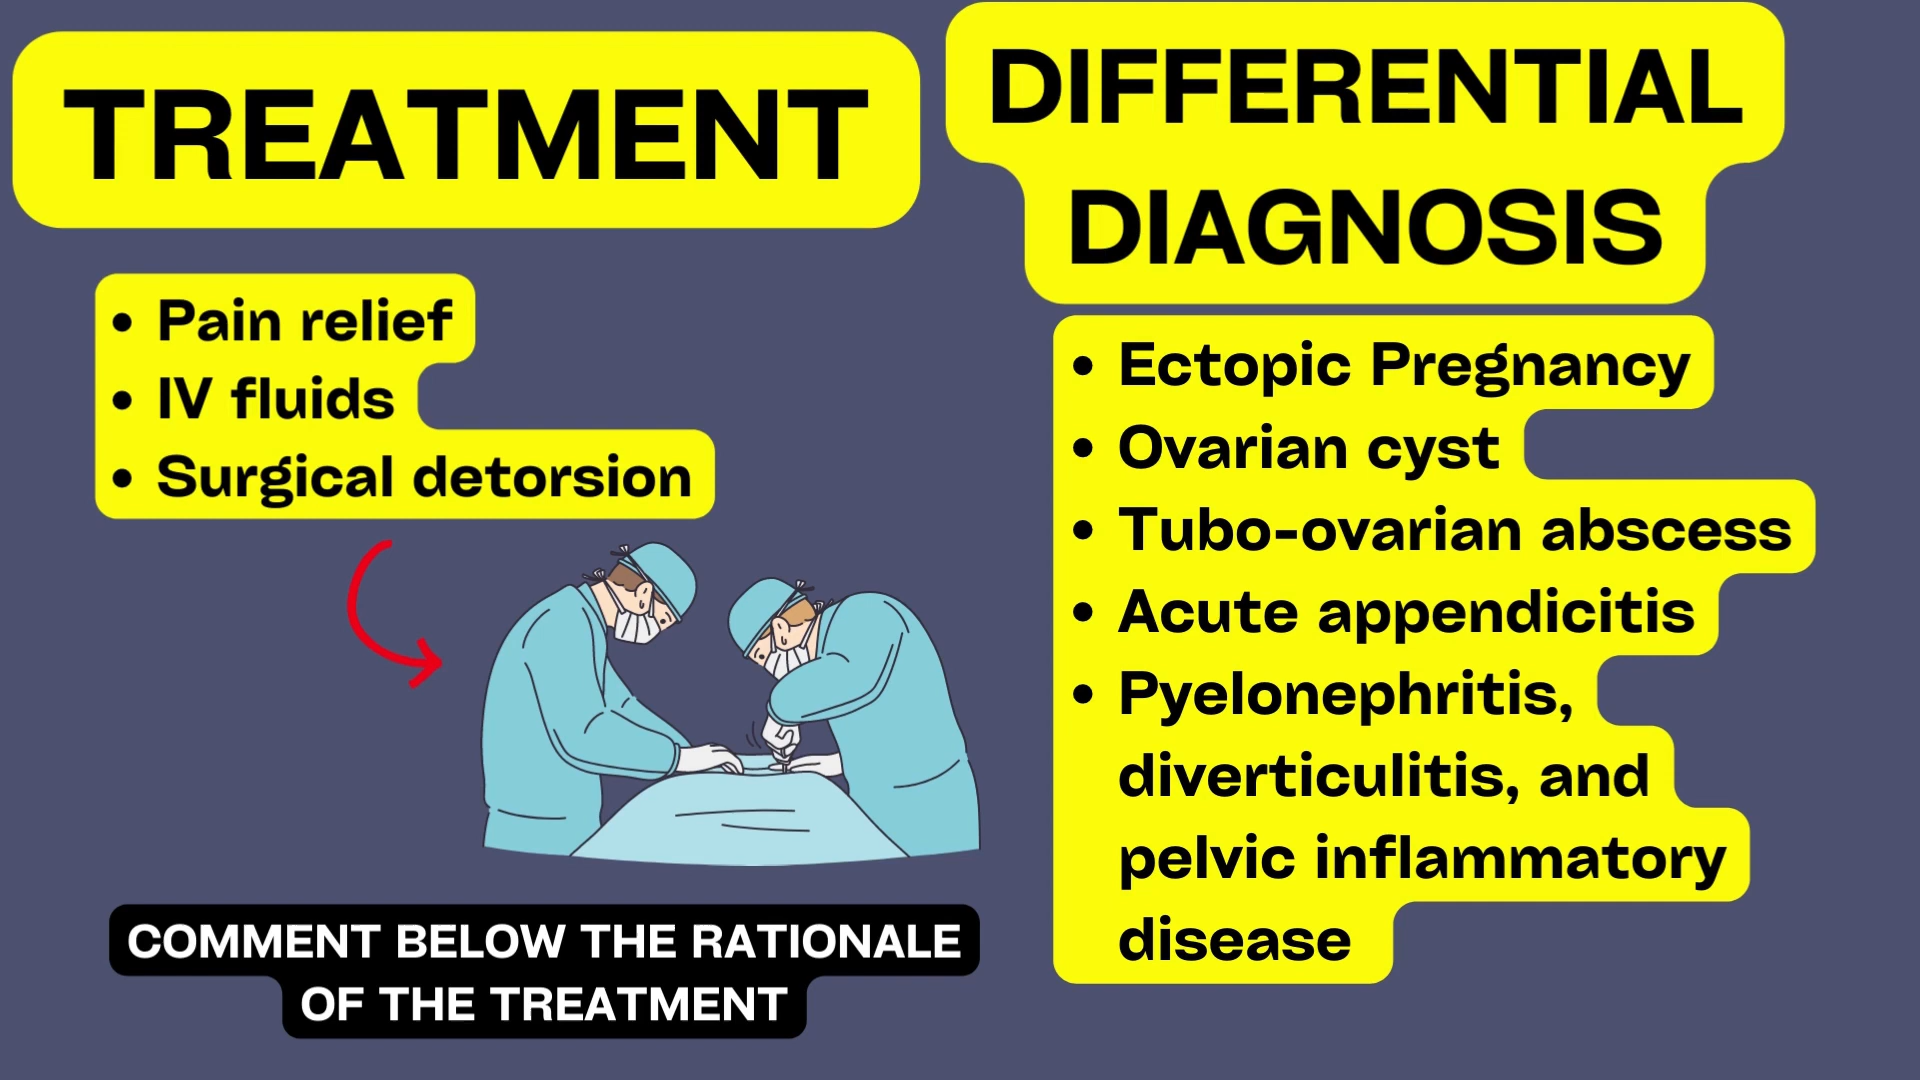 TREATMENT
• Pain relief
• IV fluids
• Surgical detorsion
COMMENT BELOW THE RATIONALE
OF THE TREATMENT
DIFFERENTIAL
DIAGNOSIS
• Ectopic Pregnancy
• Ovarian cyst
• Tubo-ovarian abscess
• Acute appendicitis
• Pyelonephritis,
diverticulitis, and
pelvic inflammatory
disease